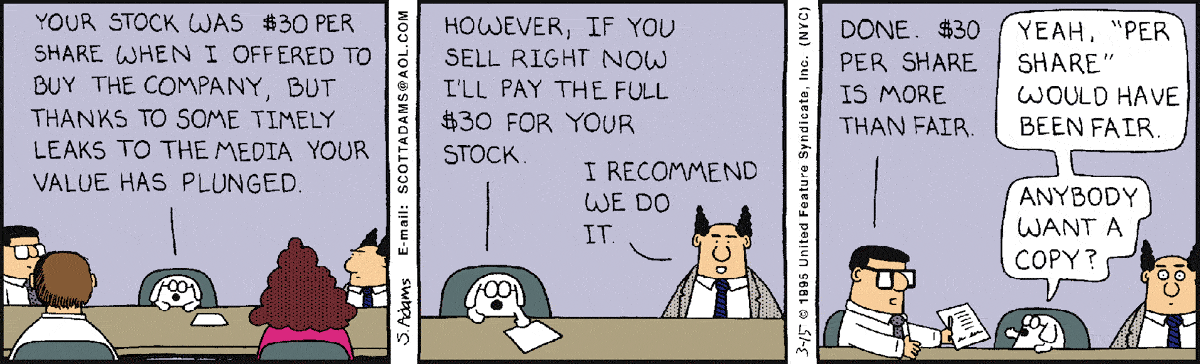 YOUR STOCK WAS $30 PER
SHARE WHEN I OFFERED TO
BUY THE COMPANY, BUT
THANKS TO SOME TIMELY
LEAKS TO THE MEDIA YOUR
VALUE HAS PLUNGED.
S. Adams E-mail: SCOTTADAMS@AOL.COM
HOWEVER, IF YOU
SELL RIGHT NOW
I'LL PAY THE FULL
$30 FOR YOUR
STOCK.
I RECOMMEND
WE DO
IT.
3-15 © 1995 United Feature Syndicate, Inc. (NYC)
DONE. $30
PER SHARE
IS MORE
THAN FAIR.
YEAH, "PER
SHARE"
WOULD HAVE
BEEN FAIR.
ANYBODY
WANT A
COPY?